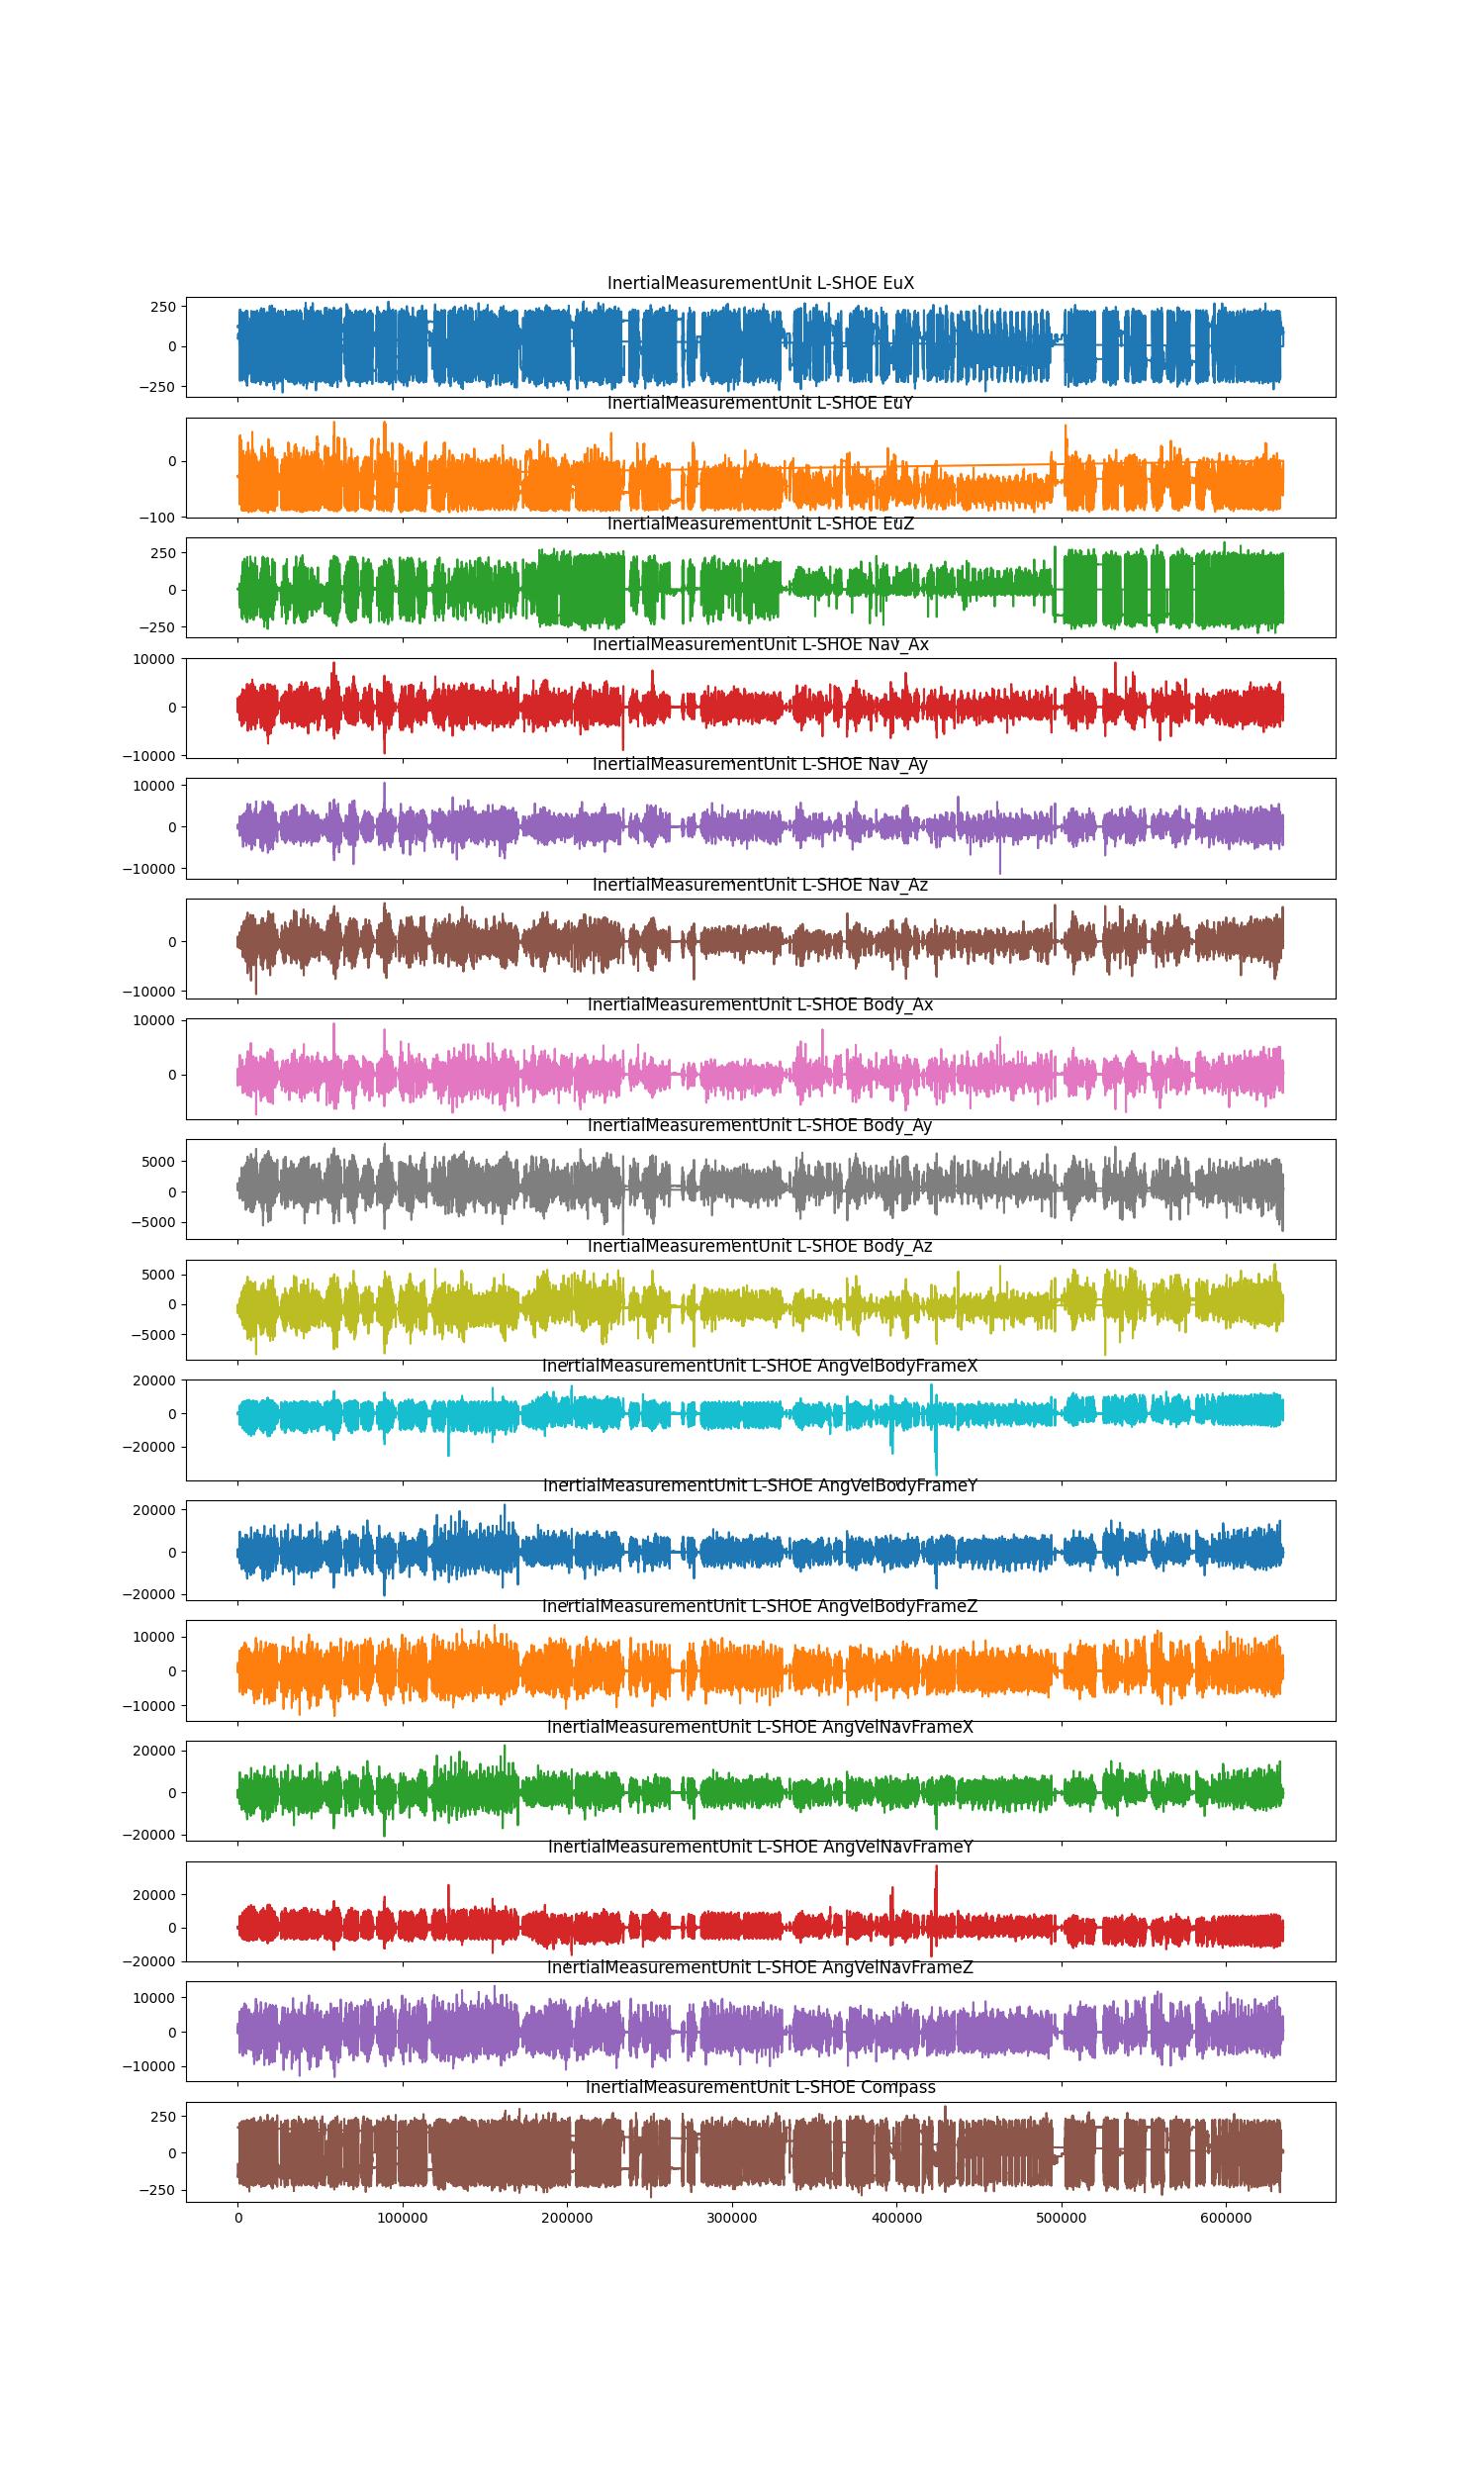 InertialMeasurementUnit L-SHOE EuX
250
0
−250
InertialMeasurementUnit L-SHOE EuY
0
−100
InertialMeasurementUnit L-SHOE EuZ
250
0
−250
InertialMeasurementUnit L-SHOE Nav_Ax
10000
0
−10000
InertialMeasurementUnit L-SHOE Nav_Ay
10000
0
−10000
InertialMeasurementUnit L-SHOE Nav_Az
0
−10000
InertialMeasurementUnit L-SHOE Body_Ax
10000
0
InertialMeasurementUnit L-SHOE Body_Ay
5000
0
−5000
InertialMeasurementUnit L-SHOE Body_Az
5000
0
−5000
InertialMeasurementUnit L-SHOE AngVelBodyFrameX
20000
0
−20000
InertialMeasurementUnit L-SHOE AngVelBodyFrameY
20000
0
−20000
InertialMeasurementUnit L-SHOE AngVelBodyFrameZ
10000
0
−10000
InertialMeasurementUnit L-SHOE AngVelNavFrameX
20000
0
−20000
InertialMeasurementUnit L-SHOE AngVelNavFrameY
20000
0
−20000
InertialMeasurementUnit L-SHOE AngVelNavFrameZ
10000
0
−10000
InertialMeasurementUnit L-SHOE Compass
250
0
−250
0 100000 200000 300000 400000 500000 600000